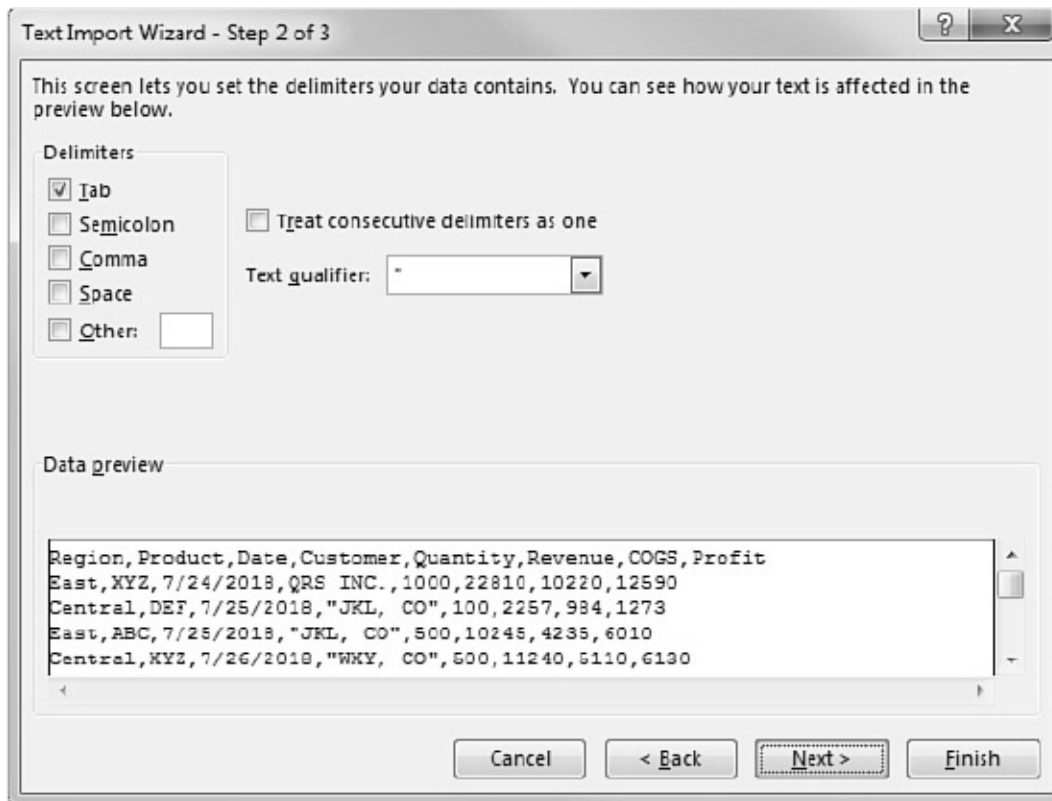 Text Import Wizard - Step 2 of 3
This screen lets you set the delimiters your data contains. You can see how your text is affected in the
preview below.
Delimiters
Tab
Semicolon
Comma
Space
Other:
Treat consecutive delimiters as one
Text qualifier: "
Data preview
Region,Product,Date,Customer,Quantity,Revenue,COGS,Profit
East,XYZ,7/24/2018,QRS INC.,1000,22810,10220,12590
Central,DEF,7/25/2018,"JKL, CO",100,2257,984,1273
East,ABC,7/25/2018,"JKL, CO",500,10245,4235,6010
Central,XYZ,7/26/2018,"WXY, CO",500,11240,5110,6130
Cancel
< Back
Next >
Finish